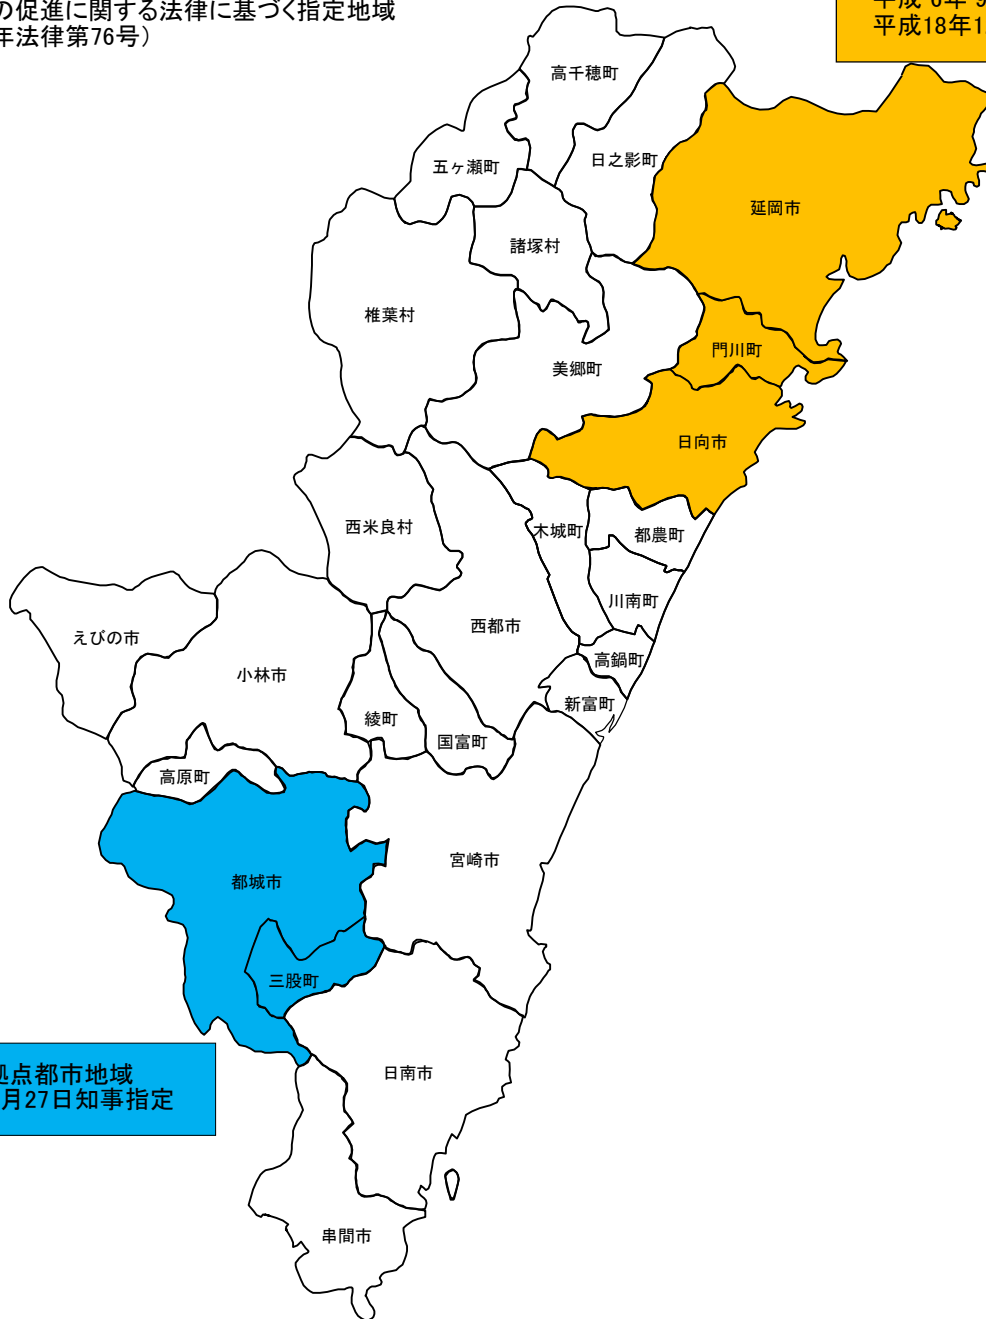 の促進に関する法律に基づく指定地域
年法律第76号）
平成 6年 9
平成18年1
高千穂町
五ヶ瀬町
日之影町
延岡市
諸塚村
椎葉村
美郷町
門川町
日向市
西米良村
木城町
都農町
川南町
えびの市
西都市
小林市
高鍋町
綾町
新富町
国富町
高原町
宮崎市
都城市
三股町
日南市
拠点都市地域
月27日知事指定
串間市